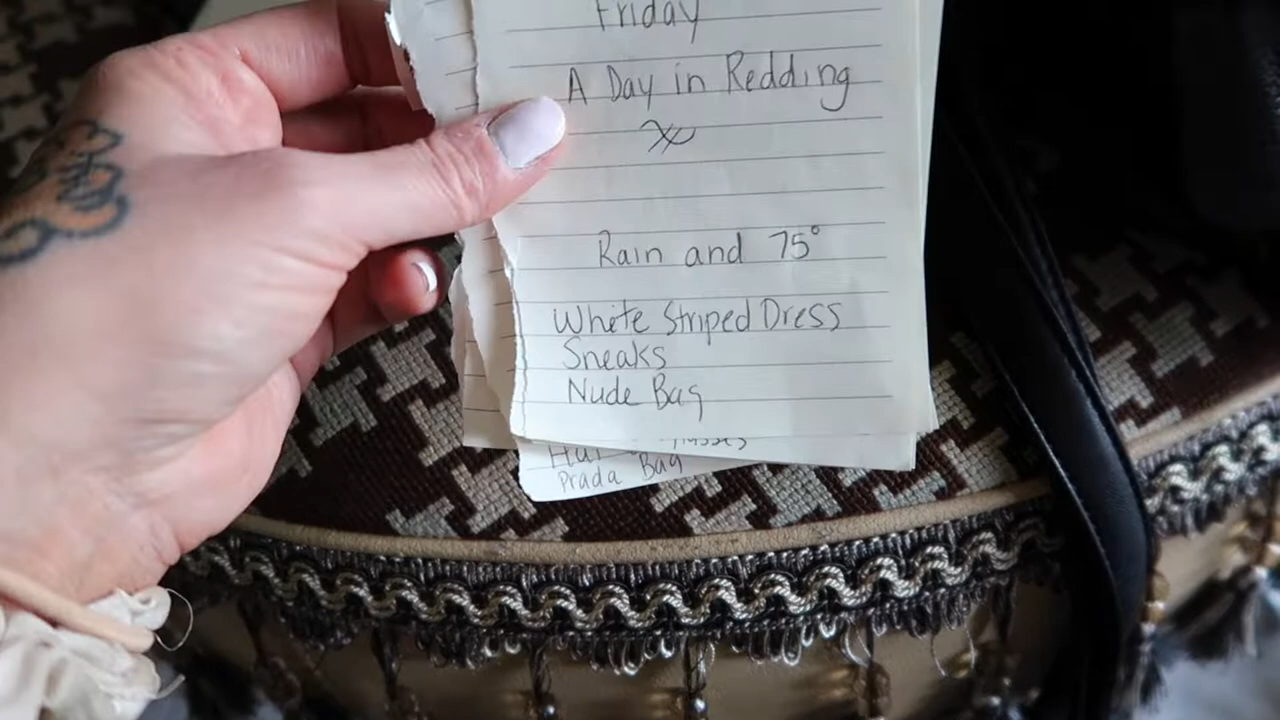 Friday
A Day in Redding
Rain and 75°
White Striped Dress
Sneaks
Nude Bag
Prada Bag